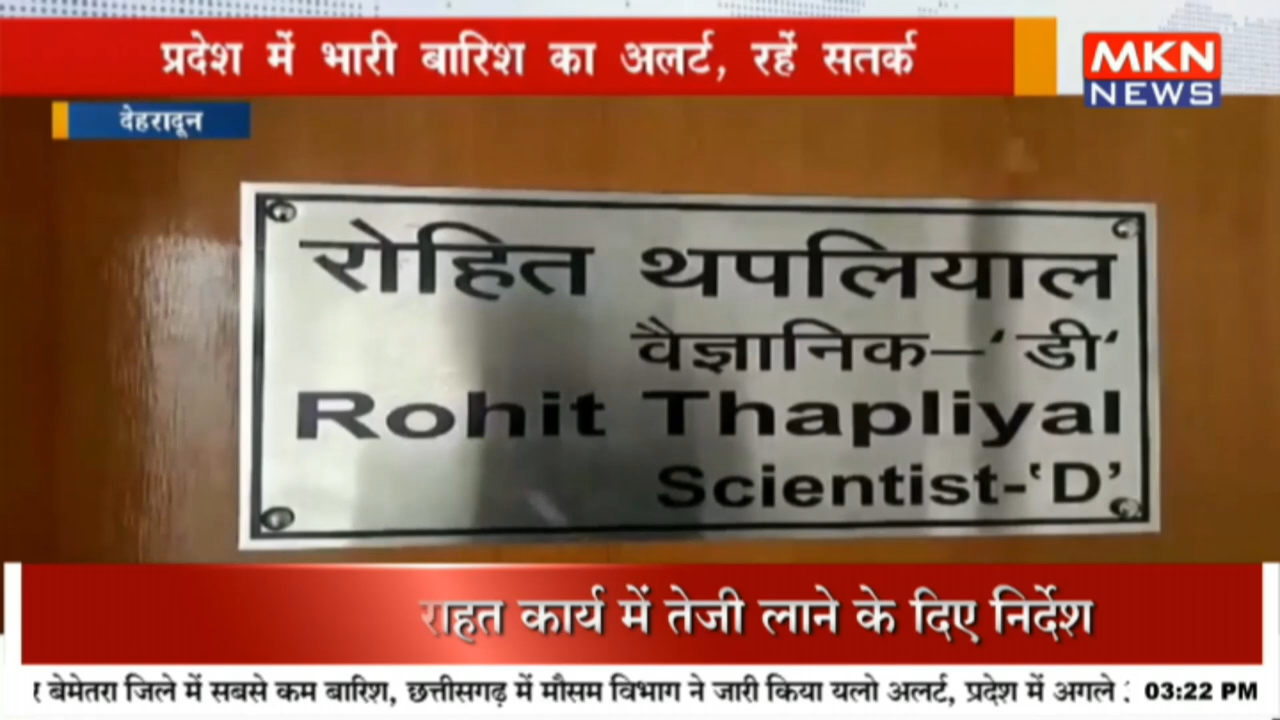 प्रदेश में भारी बारिश का अलर्ट, रहें सतर्क
MKN
NEWS
देहरादून
रोहित थपलियाल
वैज्ञानिक–‘डी‘
Rohit Thapliyal
Scientist-‘D’
राहत कार्य में तेजी लाने के दिए निर्देश
बेमेतरा जिले में सबसे कम बारिश, छत्तीसगढ़ में मौसम विभाग ने जारी किया यलो अलर्ट, प्रदेश में अगले
03:22 PM